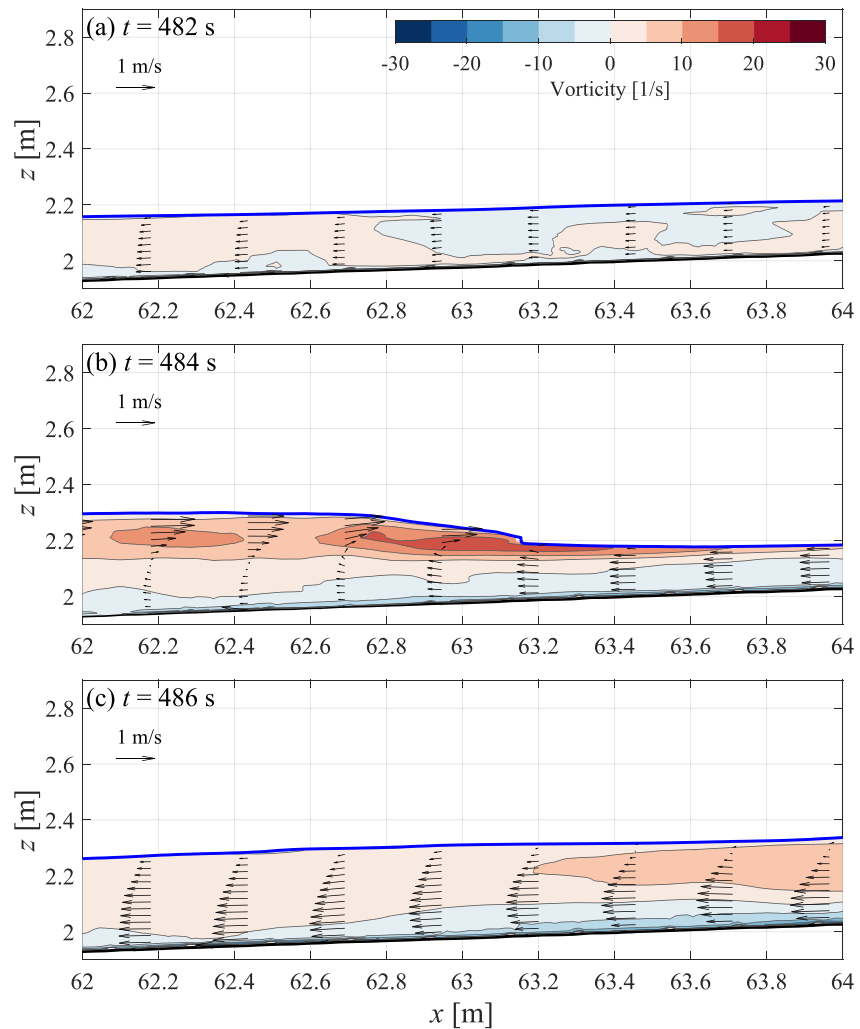 (a) t = 482 s
1 m/s
-30 -20 -10 0 10 20 30
Vorticity [1/s]
2.8
2.6
2.4
2.2
2
z [m]
62 62.2 62.4 62.6 62.8 63 63.2 63.4 63.6 63.8 64
(b) t = 484 s
1 m/s
2.8
2.6
2.4
2.2
2
z [m]
62 62.2 62.4 62.6 62.8 63 63.2 63.4 63.6 63.8 64
(c) t = 486 s
1 m/s
2.8
2.6
2.4
2.2
2
z [m]
62 62.2 62.4 62.6 62.8 63 63.2 63.4 63.6 63.8 64
x [m]